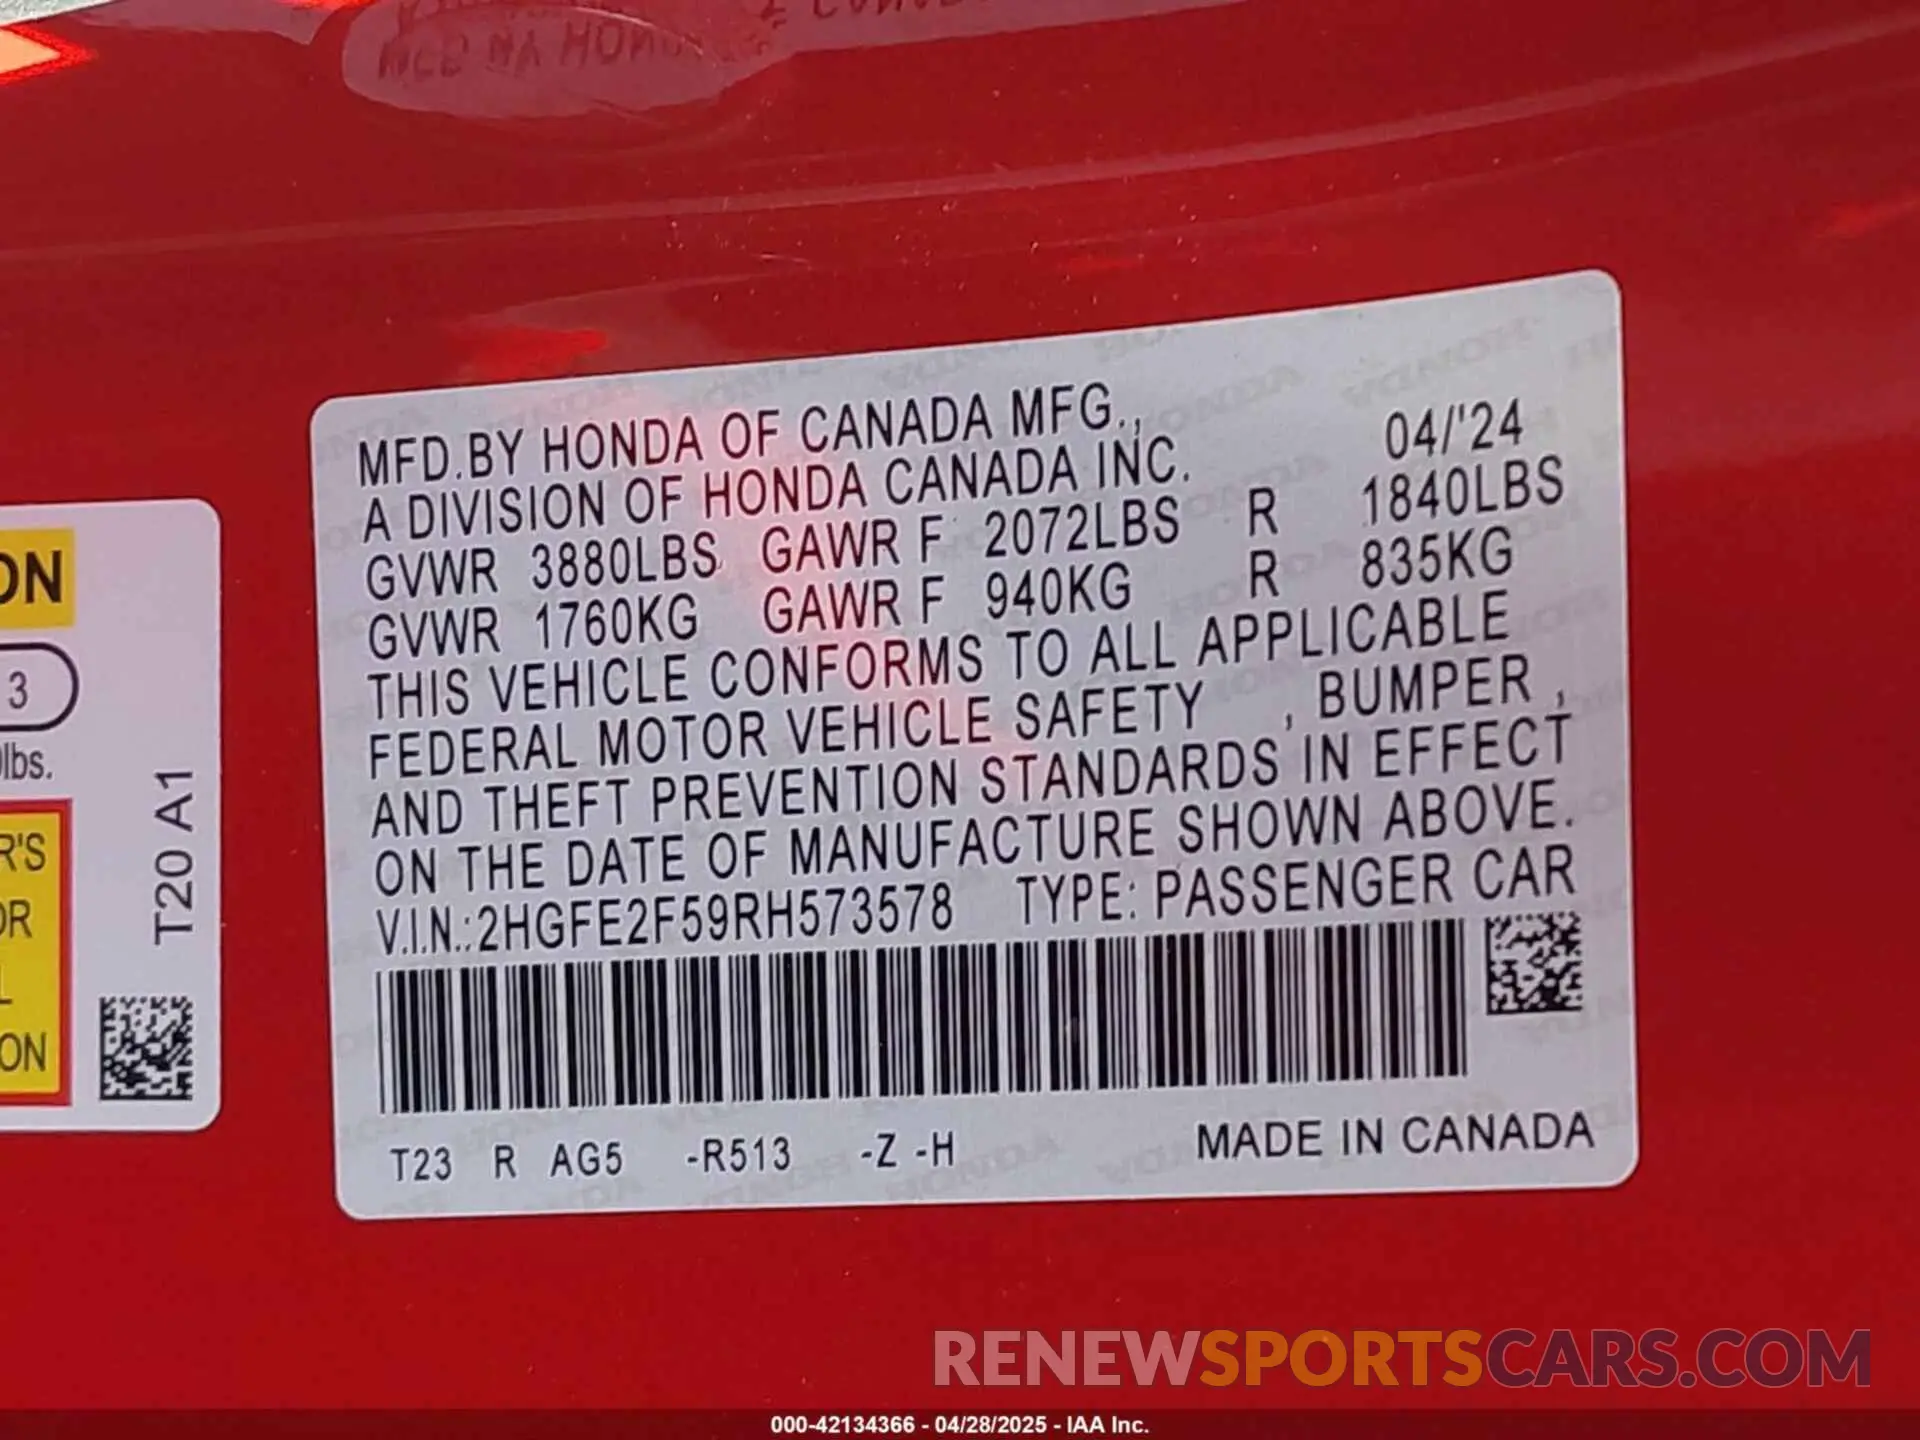 MFD.BY HONDA OF CANADA MFG.,
A DIVISION OF HONDA CANADA INC. 04/'24
GVWR 3880LBS GAWR F 2072LBS R 1840LBS
GVWR 1760KG GAWR F 940KG R 835KG
THIS VEHICLE CONFORMS TO ALL APPLICABLE
FEDERAL MOTOR VEHICLE SAFETY , BUMPER ,
AND THEFT PREVENTION STANDARDS IN EFFECT
ON THE DATE OF MANUFACTURE SHOWN ABOVE.
V.I.N.:2HGFE2F59RH573578 TYPE: PASSENGER CAR
T23 R AG5 -R513 -Z -H MADE IN CANADA
3
lbs.
R'S
ON
T20 A1
RENEWSPORTSCARS.COM
000-42134366 - 04/28/2025 - IAA Inc.